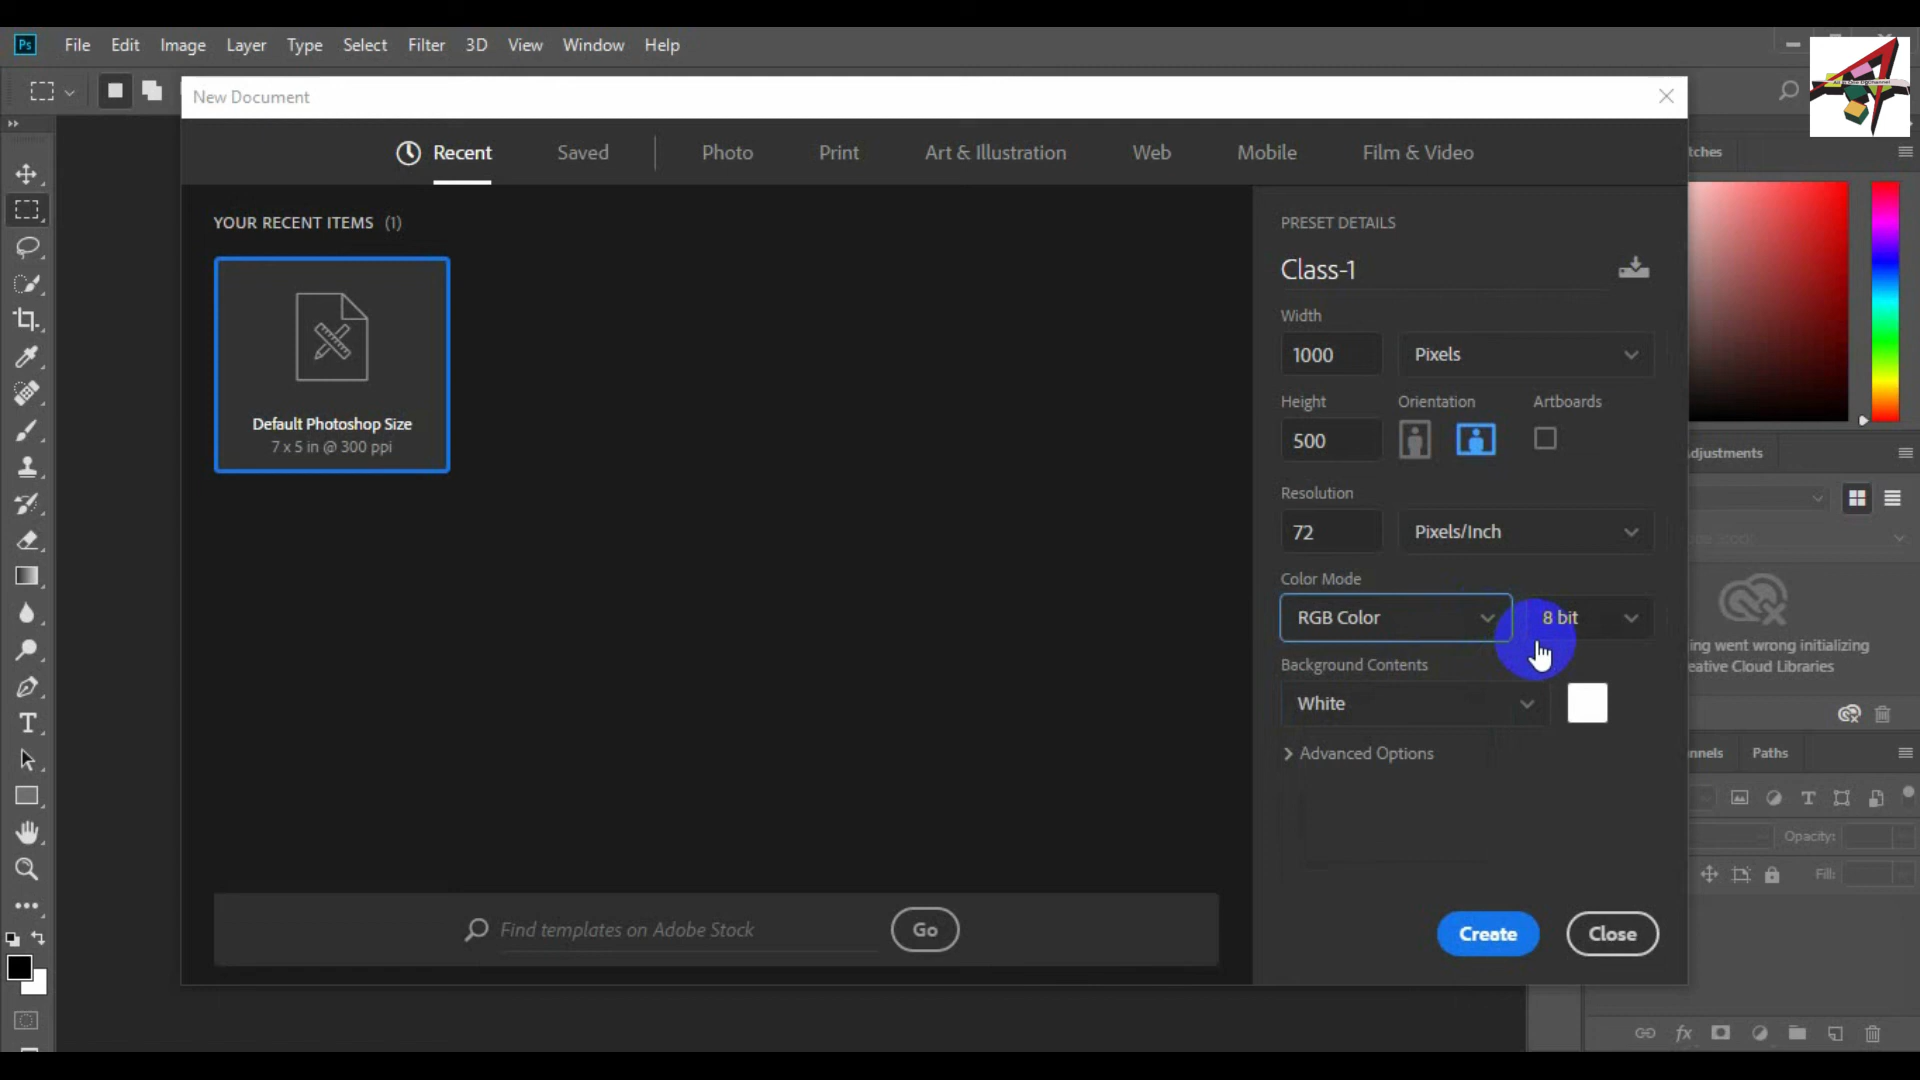 Ps File Edit Image Layer Type Select Filter 3D View Window Help
New Document
Recent Saved Photo Print Art & Illustration Web Mobile Film & Video
tches
YOUR RECENT ITEMS (1)
Default Photoshop Size
7 x 5 in @ 300 ppi
Find templates on Adobe Stock Go
PRESET DETAILS
Class-1
Width
1000 Pixels
Height Orientation Artboards
500
Resolution
72 Pixels/Inch
Color Mode
RGB Color 8 bit
Background Contents
White
Advanced Options
Create Close
djustments
ing went wrong initializing
eative Cloud Libraries
nnels Paths
Opacity:
Fill: